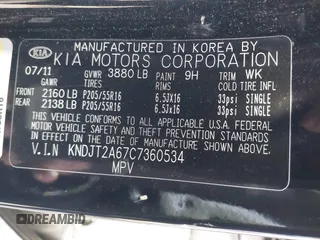 MANUFACTURED IN KOREA BY
KIA KIA MOTORS CORPORATION
07/11 GVWR 3880 LB PAINT 9H TRIM WK
GAWR TIRES RIMS COLD TIRE INFL
FRONT 2160 LB P205/55R16 6.5JX16 33psi SINGLE
REAR 2138 LB P205/55R16 6.5JX16 33psi SINGLE
THIS VEHICLE CONFORMS TO ALL APPLICABLE U.S.A. FEDERAL
MOTOR VEHICLE SAFETY, BUMPER, AND THEFT PREVENTION
STANDARDS IN EFFECT ON THE DATE OF MANUFACTURE SHOWN ABOVE.
V.I.N KNDJT2A67C7360534
MPV
DREAMBID